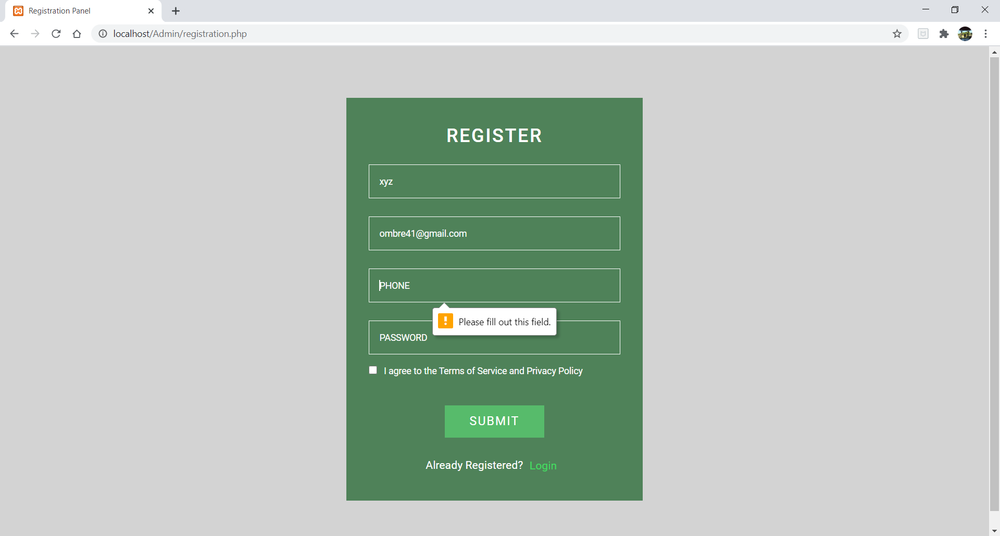 Registration Panel
localhost/Admin/registration.php
REGISTER
xyz
ombre41@gmail.com
PHONE
Please fill out this field.
PASSWORD
I agree to the Terms of Service and Privacy Policy
SUBMIT
Already Registered? Login